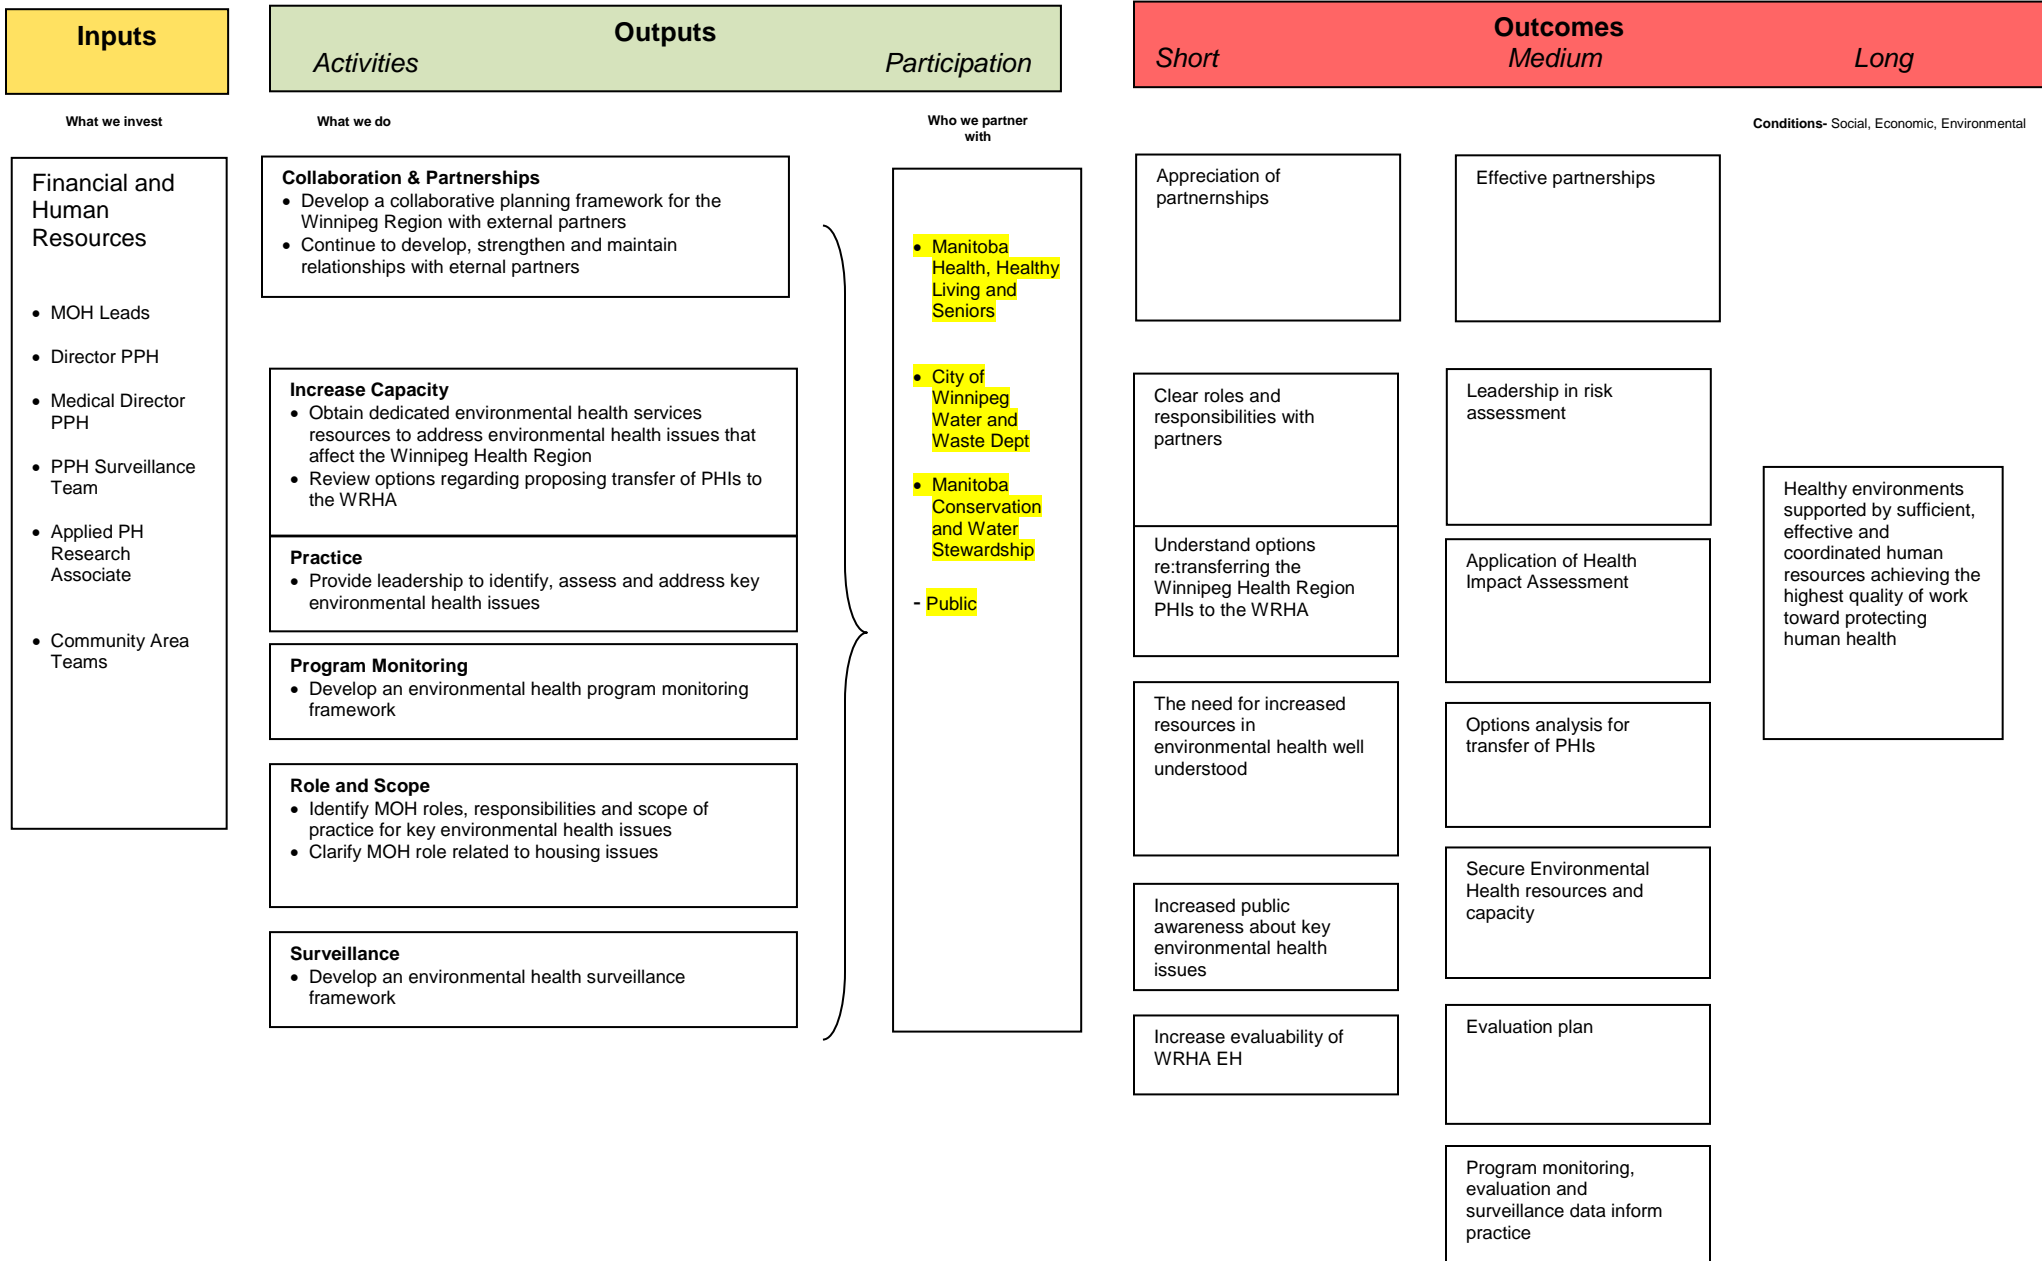 Inputs
Outputs
Activities
Participation
Outcomes
Short
Medium
Long
What we invest
What we do
Who we partner
with
Conditions- Social, Economic, Environmental
Financial and
Human
Resources
• MOH Leads
• Director PPH
• Medical Director
PPH
• PPH Surveillance
Team
• Applied PH
Research
Associate
• Community Area
Teams
Collaboration & Partnerships
• Develop a collaborative planning framework for the
Winnipeg Region with external partners
• Continue to develop, strengthen and maintain
relationships with eternal partners
Increase Capacity
• Obtain dedicated environmental health services
resources to address environmental health issues that
affect the Winnipeg Health Region
• Review options regarding proposing transfer of PHIs to
the WRHA
Practice
• Provide leadership to identify, assess and address key
environmental health issues
Program Monitoring
• Develop an environmental health program monitoring
framework
Role and Scope
• Identify MOH roles, responsibilities and scope of
practice for key environmental health issues
• Clarify MOH role related to housing issues
Surveillance
• Develop an environmental health surveillance
framework
• Manitoba
Health, Healthy
Living and
Seniors
• City of
Winnipeg
Water and
Waste Dept
• Manitoba
Conservation
and Water
Stewardship
- Public
Appreciation of
partnernships
Clear roles and
responsibilities with
partners
Understand options
re:transferring the
Winnipeg Health Region
PHIs to the WRHA
The need for increased
resources in
environmental health well
understood
Increased public
awareness about key
environmental health
issues
Increase evaluability of
WRHA EH
Effective partnerships
Leadership in risk
assessment
Application of Health
Impact Assessment
Options analysis for
transfer of PHIs
Secure Environmental
Health resources and
capacity
Evaluation plan
Program monitoring,
evaluation and
surveillance data inform
practice
Healthy environments
supported by sufficient,
effective and
coordinated human
resources achieving the
highest quality of work
toward protecting
human health